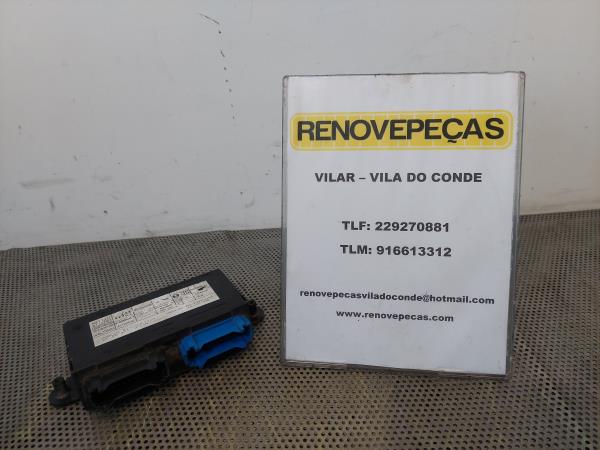 RENOVEPEÇAS
VILAR – VILA DO CONDE
TLF: 229270881
TLM: 916613312
renovepecasviladoconde@hotmail.com
www.renovepecas.com